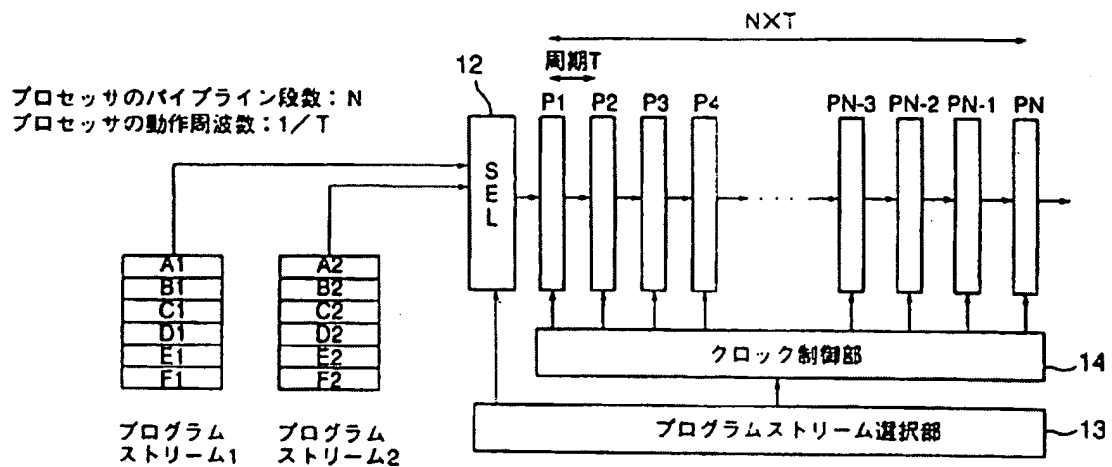 N×T
12
周期T
プロセッサのパイプライン段数：N
プロセッサの動作周波数：1／T
P1 P2 P3 P4 PN-3 PN-2 PN-1 PN
SEL
A1
B1
C1
D1
E1
F1
A2
B2
C2
D2
E2
F2
クロック制御部
14
プログラムストリーム選択部
13
プログラム
ストリーム1
プログラム
ストリーム2